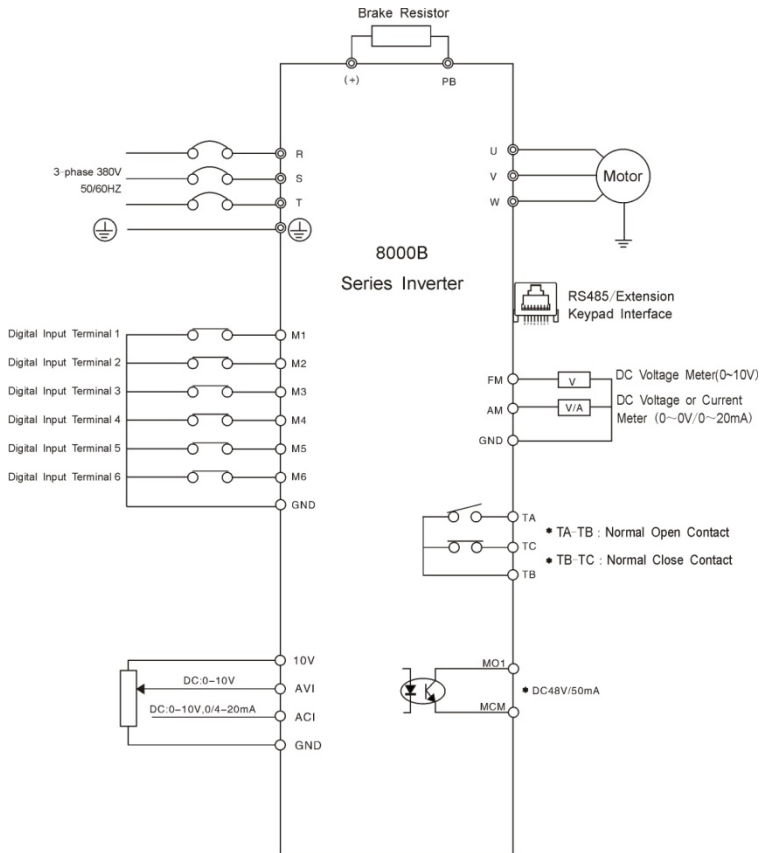 Brake Resistor
(+)
PB
R
3-phase 380V
S
50/60HZ
T
U
V
W
Motor
8000B
Series Inverter
RS485/Extension
Keypad Interface
Digital Input Terminal 1
M1
Digital Input Terminal 2
M2
Digital Input Terminal 3
M3
Digital Input Terminal 4
M4
Digital Input Terminal 5
M5
Digital Input Terminal 6
M6
GND
FM
V
DC Voltage Meter(0~10V)
AM
V/A
DC Voltage or Current
Meter (0~0V/0~20mA)
GND
TA
* TA-TB : Normal Open Contact
TC
* TB-TC : Normal Close Contact
TB
10V
DC:0-10V
AVI
DC:0-10V,0/4-20mA
ACI
GND
MO1
* DC48V/50mA
MCM